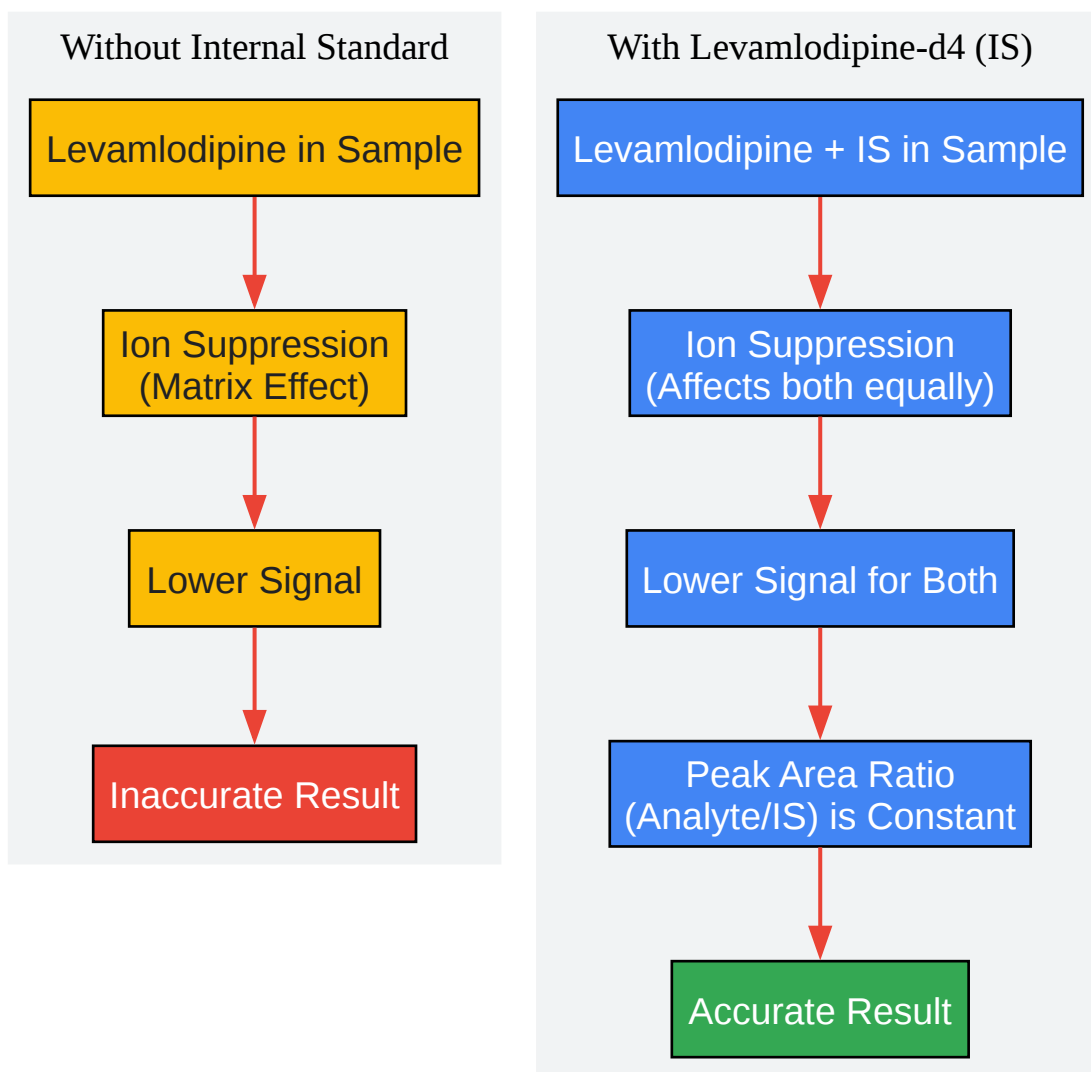 Without Internal Standard
Levamlodipine in Sample
Ion Suppression
(Matrix Effect)
Lower Signal
Inaccurate Result
With Levamlodipine-d4 (IS)
Levamlodipine + IS in Sample
Ion Suppression
(Affects both equally)
Lower Signal for Both
Peak Area Ratio
(Analyte/IS) is Constant
Accurate Result